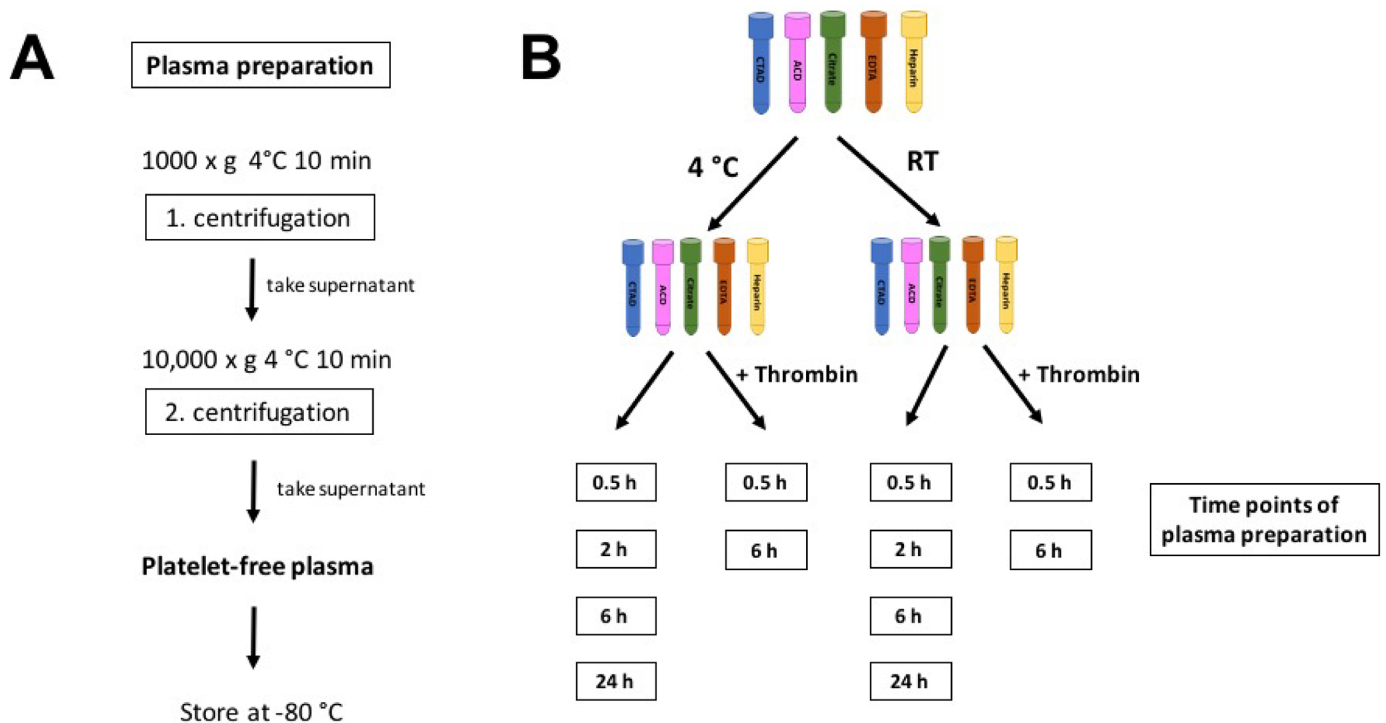 A
Plasma preparation
1000 x g 4°C 10 min
1. centrifugation
take supernatant
10,000 x g 4 °C 10 min
2. centrifugation
take supernatant
Platelet-free plasma
Store at -80 °C
B
CTAD
ACD
Citrate
EDTA
Heparin
4 °C
RT
CTAD
ACD
Citrate
EDTA
Heparin
CTAD
ACD
Citrate
EDTA
Heparin
+ Thrombin
+ Thrombin
0.5 h
0.5 h
0.5 h
0.5 h
2 h
6 h
2 h
6 h
6 h
6 h
24 h
24 h
Time points of
plasma preparation